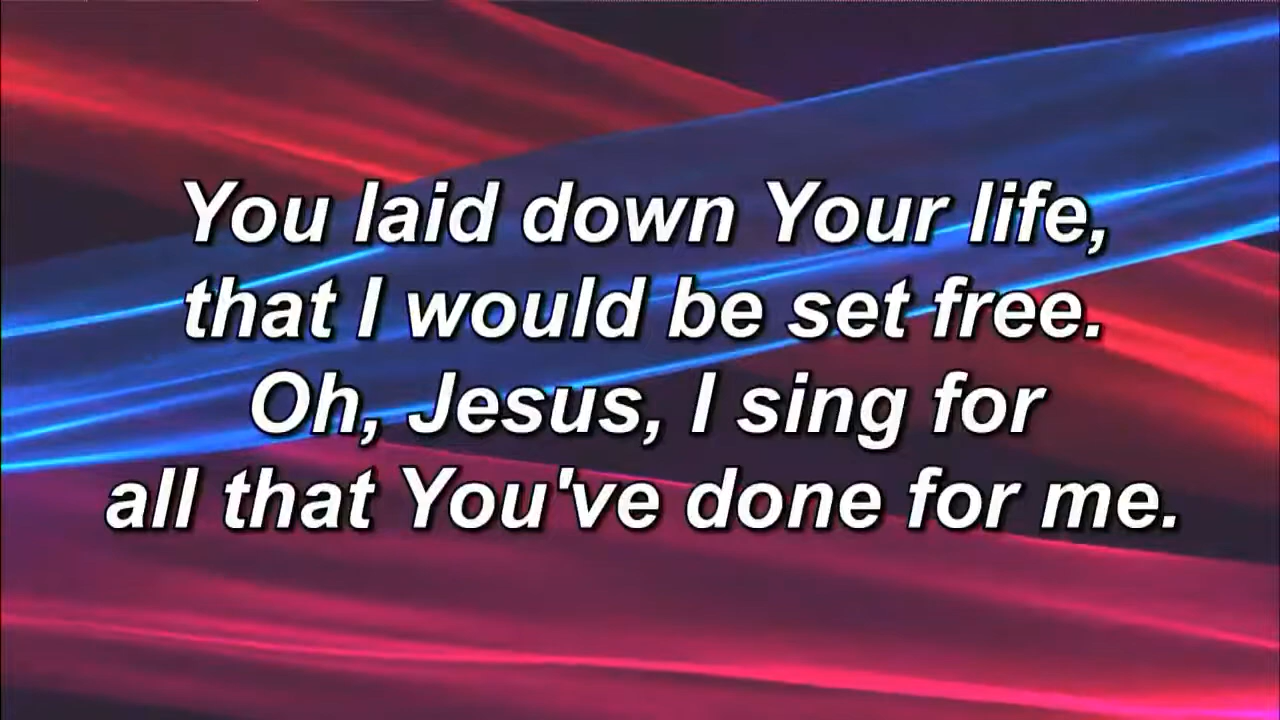 You laid down Your life,
that I would be set free.
Oh, Jesus, I sing for
all that You've done for me.